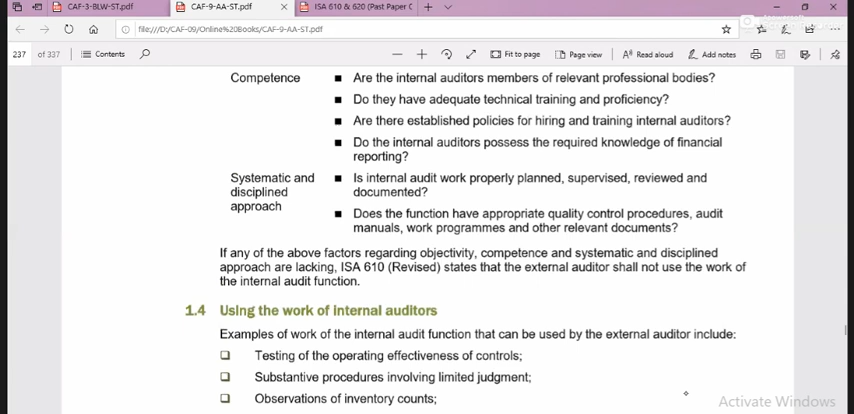 CAF-3-BLW-ST.pdf
CAF-9-AA-ST.pdf
ISA 610 & 620 (Past Paper C
file:///D:/CAF-09/Online%20Books/CAF-9-AA-ST.pdf
237 of 337
Contents
Fit to page
Page view
Read aloud
Add notes
Competence
■ Are the internal auditors members of relevant professional bodies?
■ Do they have adequate technical training and proficiency?
■ Are there established policies for hiring and training internal auditors?
■ Do the internal auditors possess the required knowledge of financial
reporting?
Systematic and
disciplined
approach
■ Is internal audit work properly planned, supervised, reviewed and
documented?
■ Does the function have appropriate quality control procedures, audit
manuals, work programmes and other relevant documents?
If any of the above factors regarding objectivity, competence and systematic and disciplined
approach are lacking, ISA 610 (Revised) states that the external auditor shall not use the work of
the internal audit function.
1.4 Using the work of internal auditors
Examples of work of the internal audit function that can be used by the external auditor include:
❑ Testing of the operating effectiveness of controls;
❑ Substantive procedures involving limited judgment;
❑ Observations of inventory counts;
Activate Windows